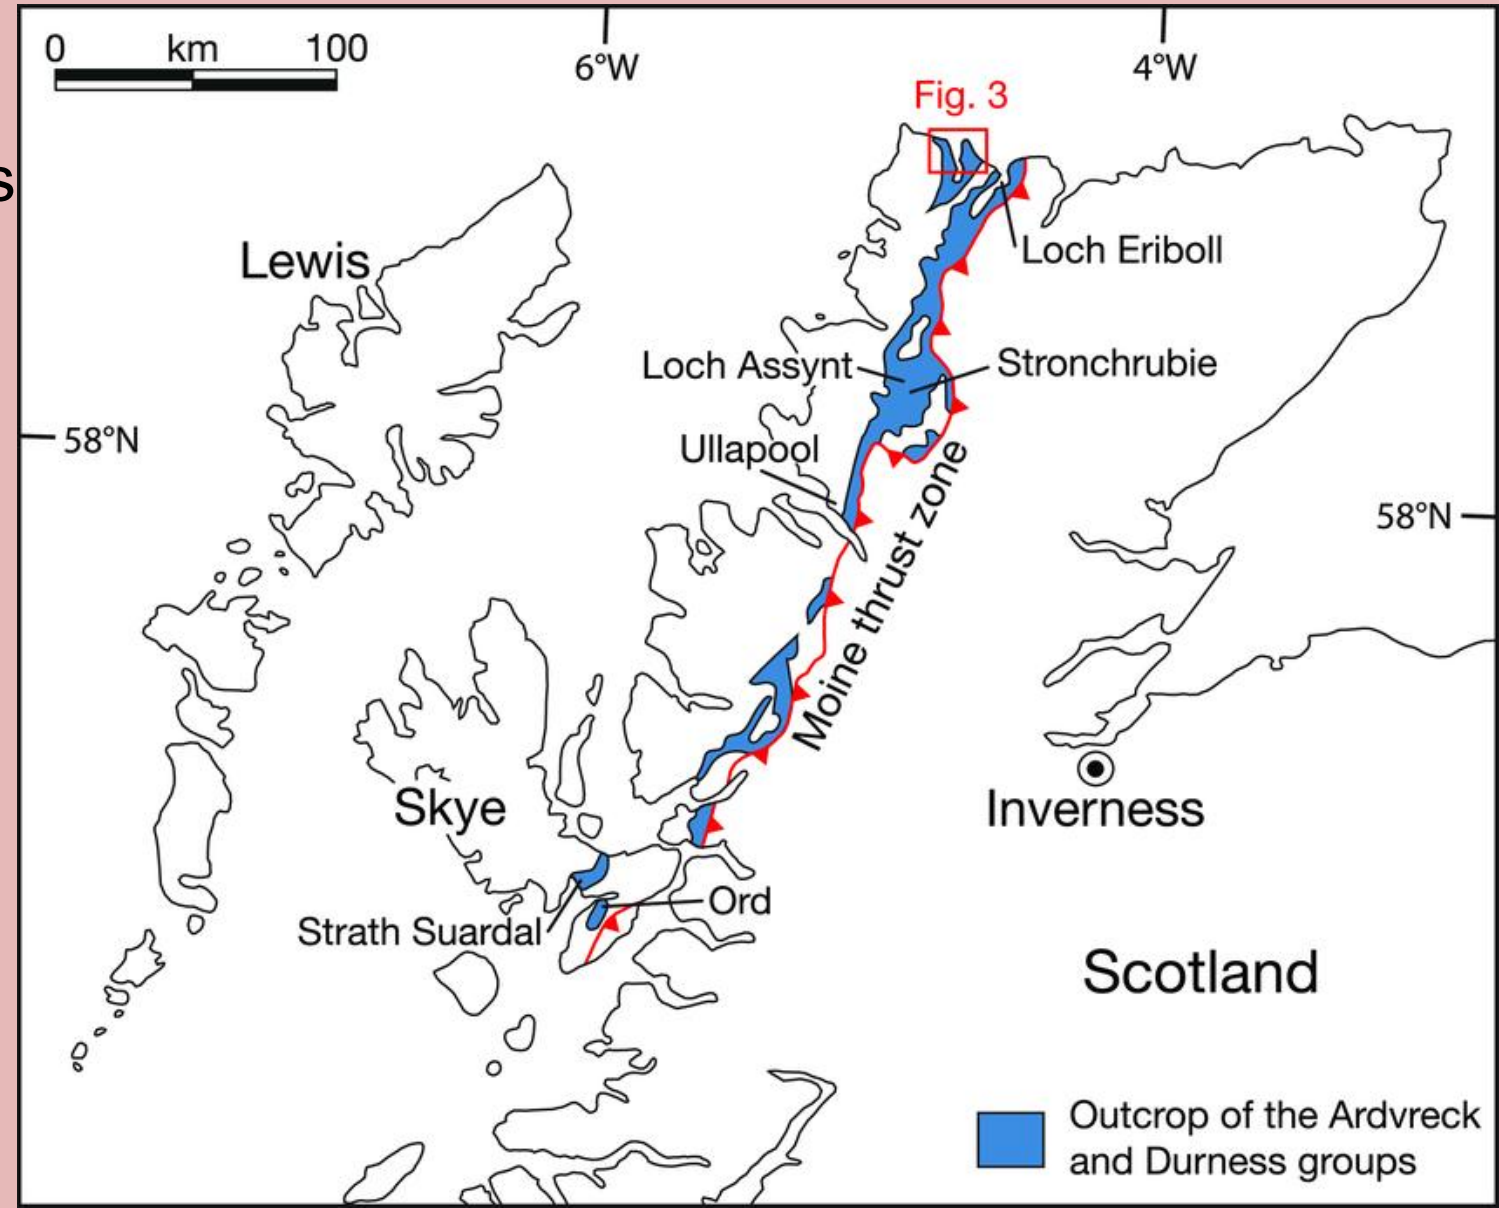 0 km 100
6°W
4°W
Fig. 3
s
Lewis
Loch Eriboll
Loch Assynt
Stronchrubie
58°N
Ullapool
58°N
Moine thrust zone
Skye
Inverness
Ord
Strath Suardal
Scotland
Outcrop of the Ardvreck
and Durness groups